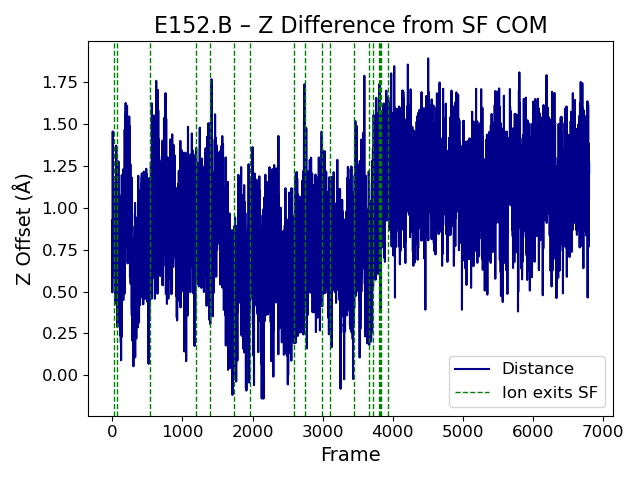 E152.B – Z Difference from SF COM
Z Offset (Å)
1.75
1.50
1.25
1.00
0.75
0.50
0.25
0.00
Distance
Ion exits SF
0 1000 2000 3000 4000 5000 6000 7000
Frame